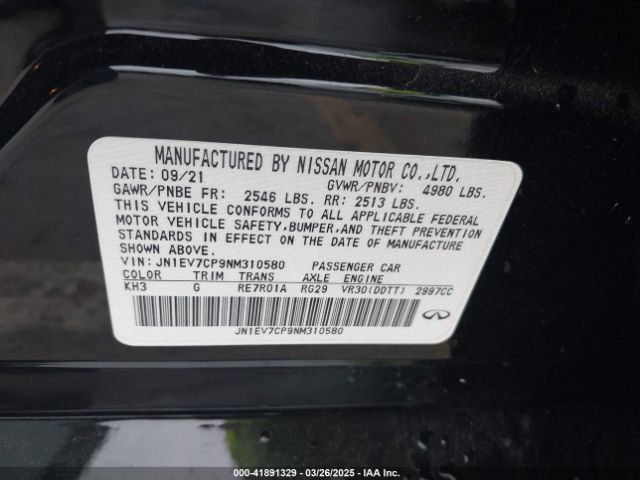 MANUFACTURED BY NISSAN MOTOR CO.,LTD.
DATE: 09/21 GVWR/PNBV: 4980 LBS.
GAWR/PNBE FR: 2546 LBS. RR: 2513 LBS.
THIS VEHICLE CONFORMS TO ALL APPLICABLE FEDERAL
MOTOR VEHICLE SAFETY,BUMPER,AND THEFT PREVENTION
STANDARDS IN EFFECT ON THE DATE OF MANUFACTURE
SHOWN ABOVE.
VIN: JN1EV7CP9NM310580 PASSENGER CAR
COLOR TRIM TRANS AXLE ENGINE
KH3 G RE7R01A RG29 VR30(DDTT) 2997CC
JN1EV7CP9NM310580
000-41891329 | 03/26/2025 | IAA Inc.